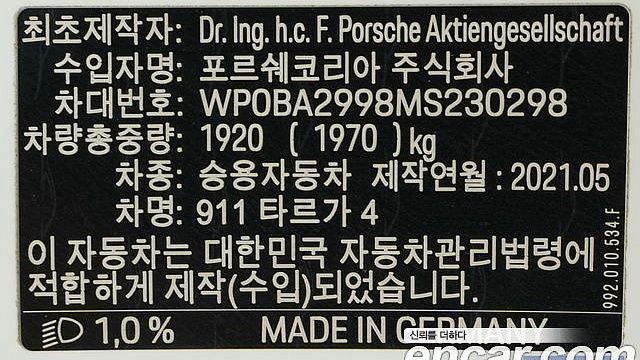 최초제작자: Dr. Ing. h.c. F. Porsche Aktiengesellschaft
수입자명: 포르쉐코리아 주식회사
차대번호: WP0BA2998MS230298
차량총중량: 1920 ( 1970 ) kg
차종: 승용자동차 제작연월 : 2021.05
차명: 911 타르가 4
이 자동차는 대한민국 자동차관리법령에
적합하게 제작(수입)되었습니다.
992.010.534.F
1,0 % MADE IN GERMANY
신뢰를 더하다
encar.com